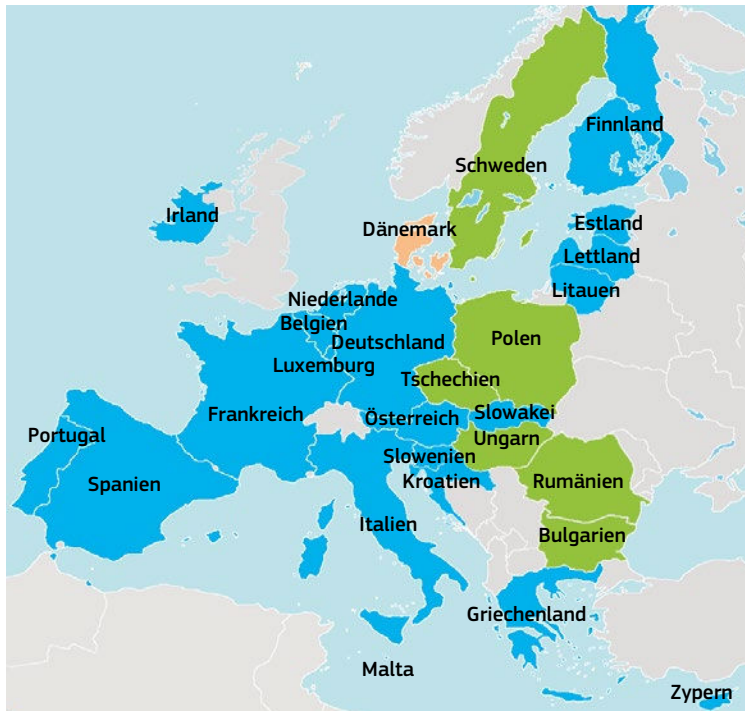 Finnland
Schweden
Irland
Estland
Dänemark
Lettland
Litauen
Niederlande
Belgien
Deutschland
Polen
Luxemburg
Tschechien
Frankreich
Österreich
Slowakei
Portugal
Ungarn
Slowenien
Spanien
Kroatien
Rumänien
Italien
Bulgarien
Griechenland
Malta
Zypern